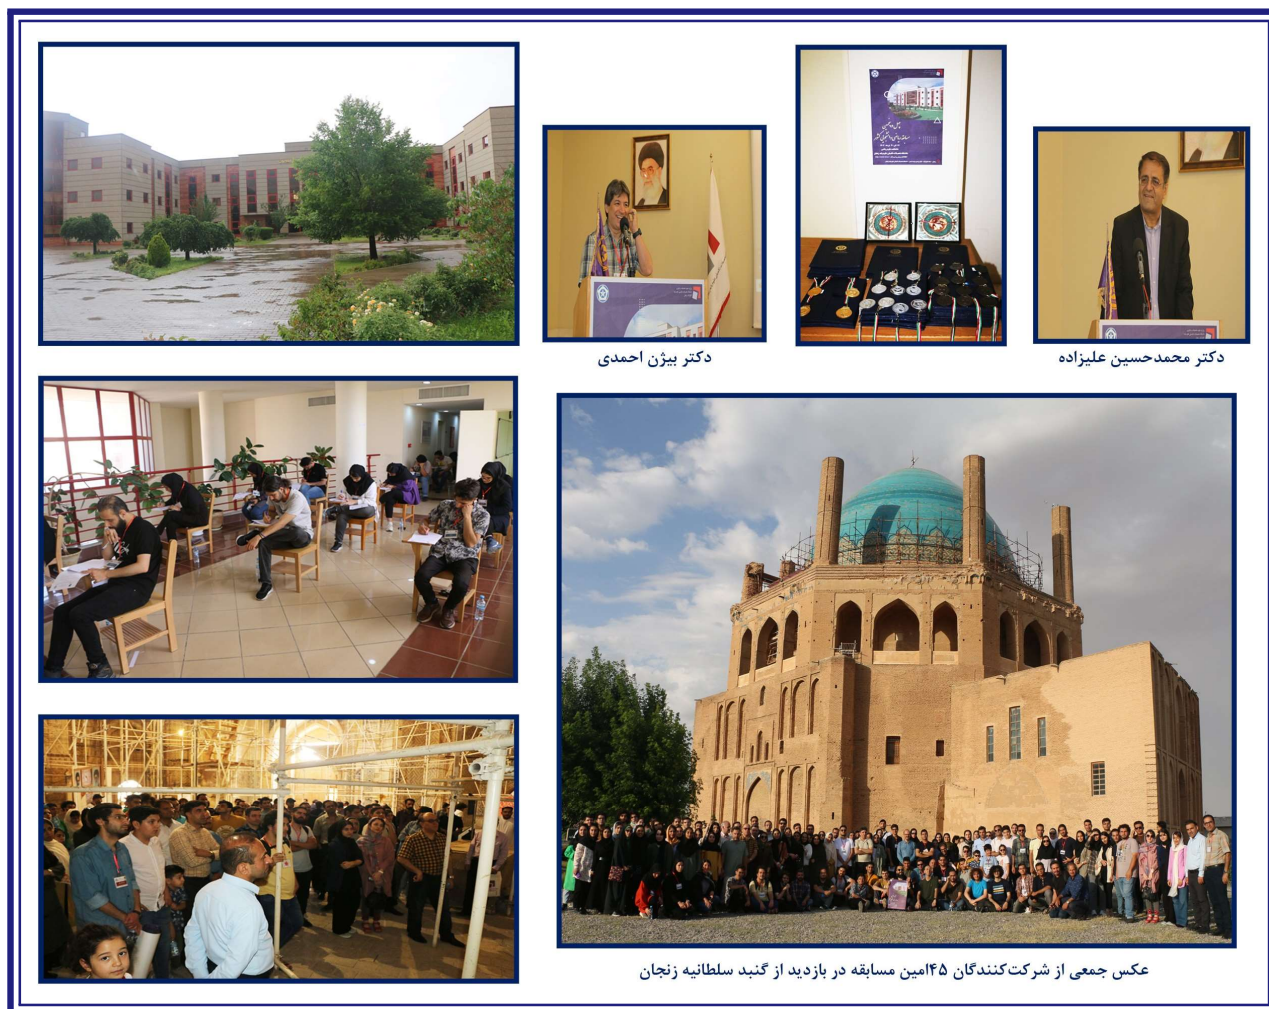 دکتر بیژن احمدی
دکتر محمدحسین علیزاده
عکس جمعی از شرکت‌کنندگان ۴۵امین مسابقه در بازدید از گنبد سلطانیه زنجان